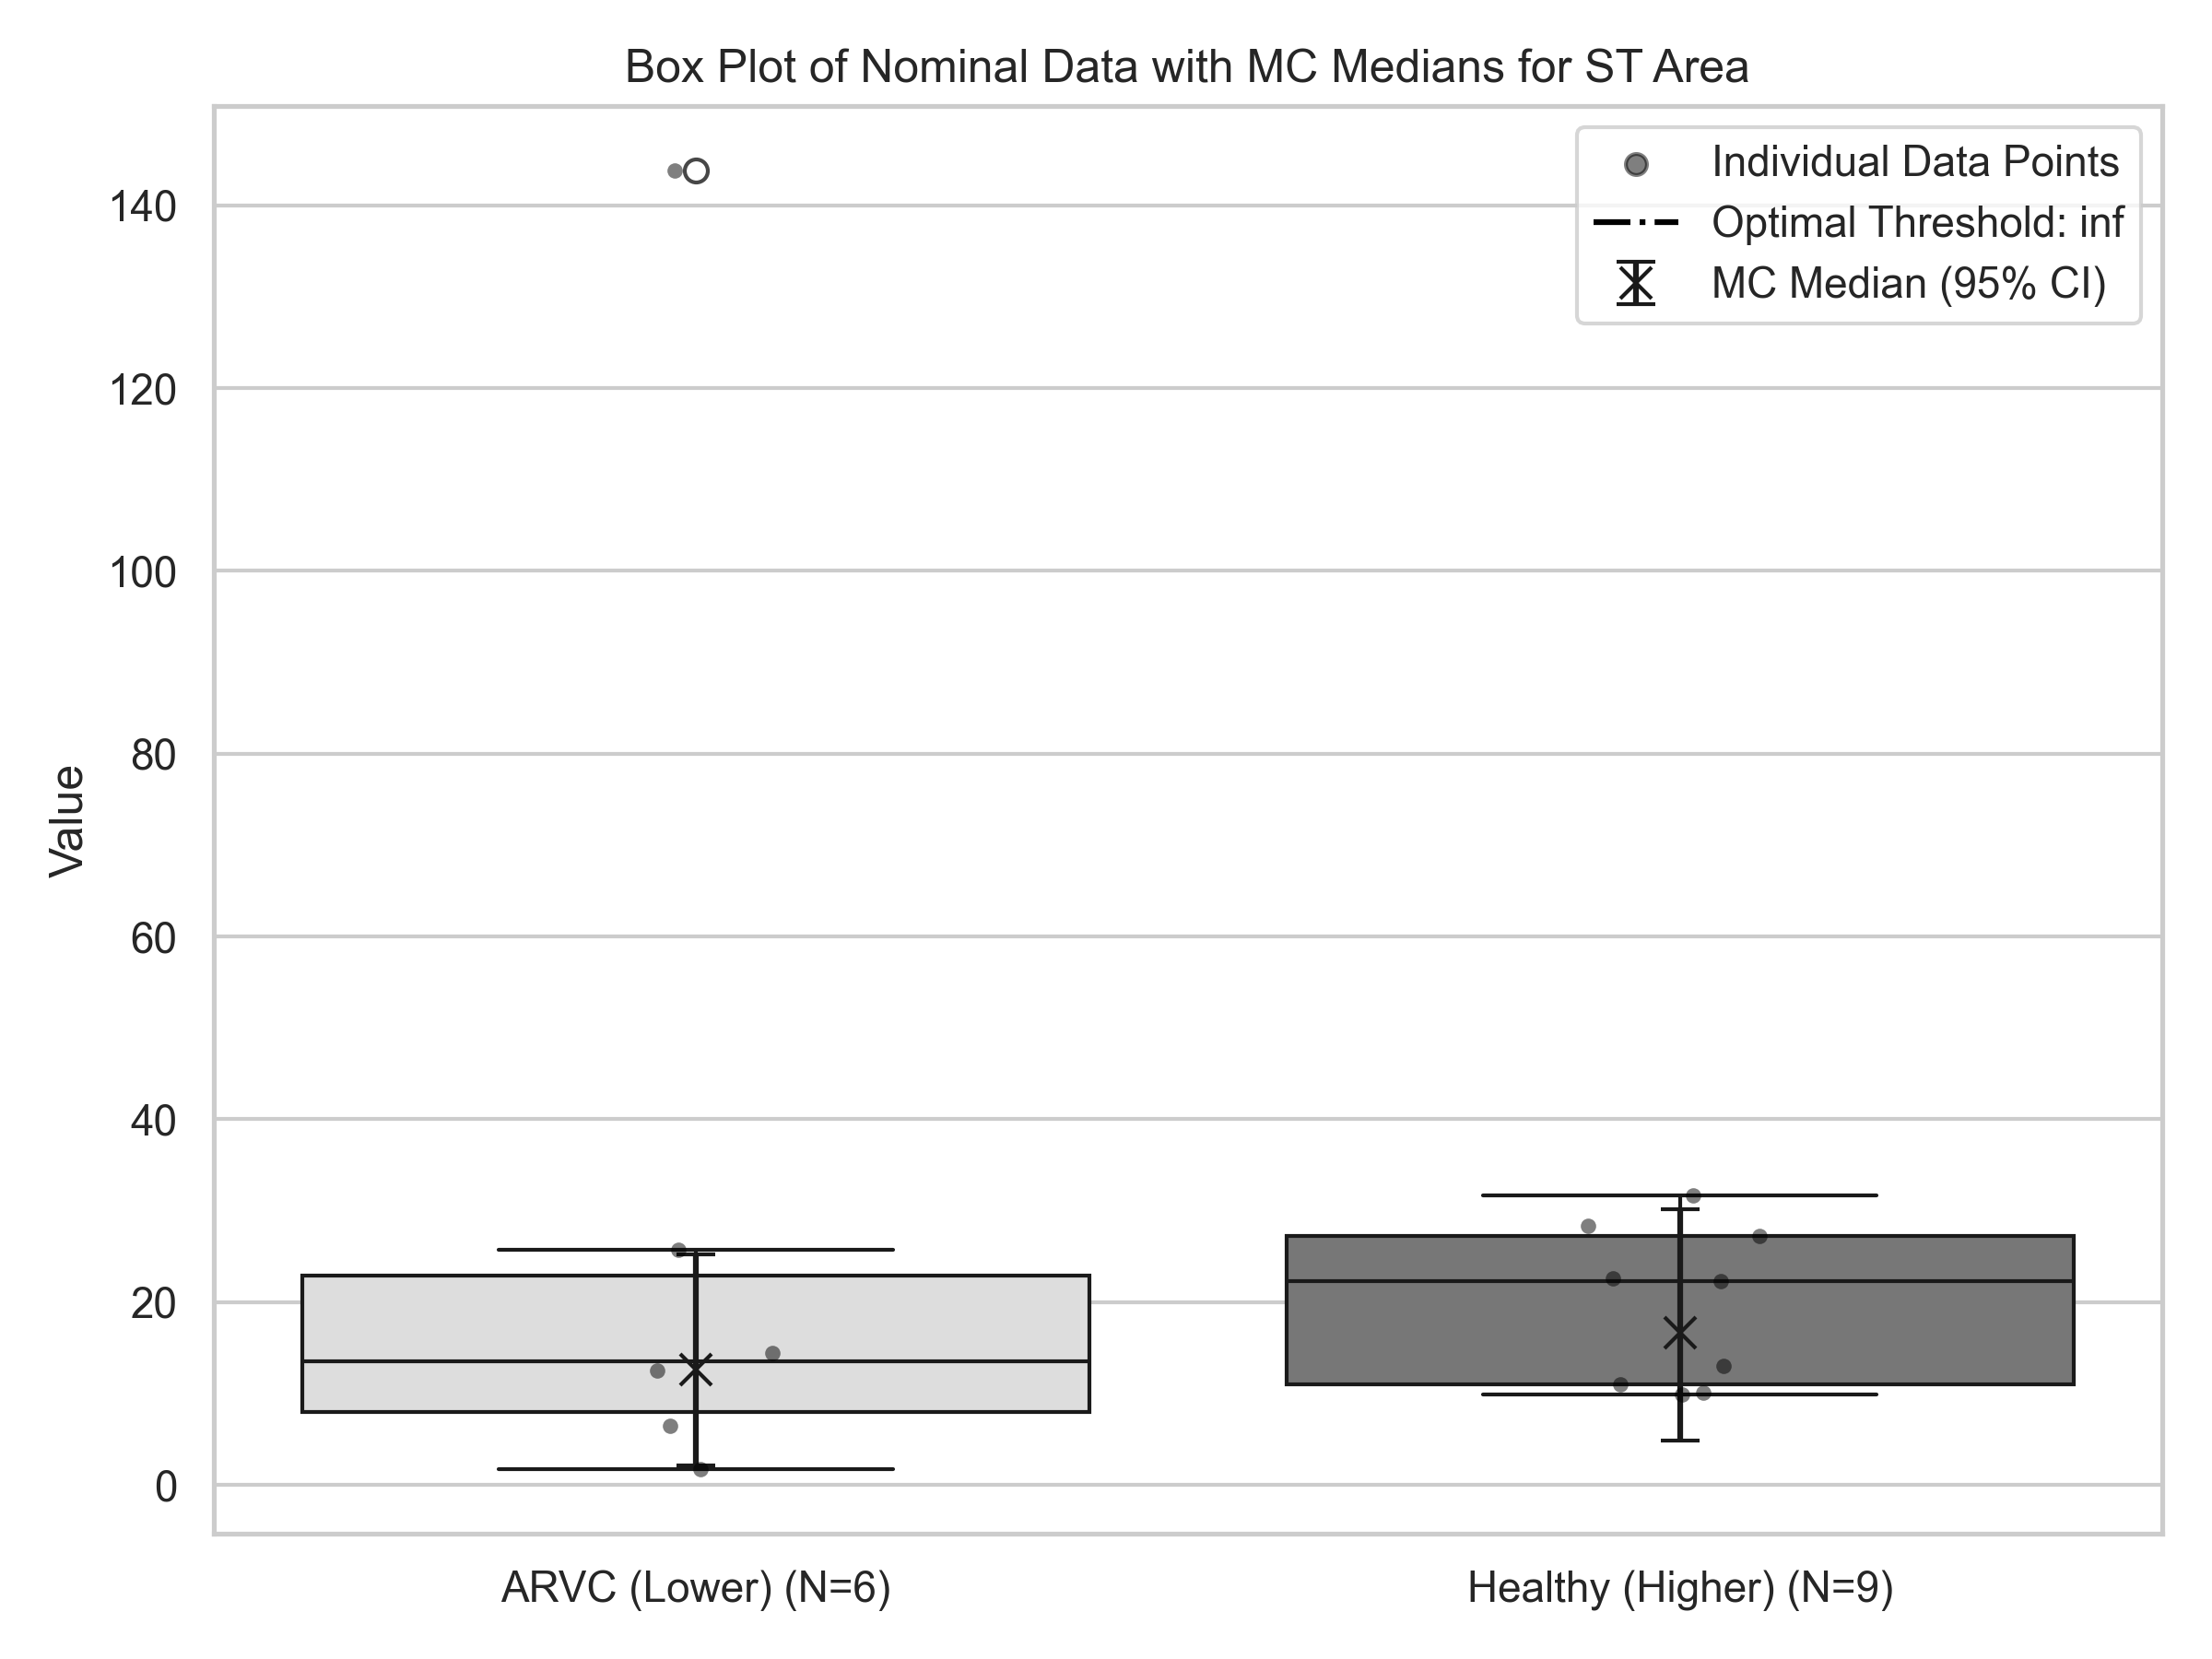 Box Plot of Nominal Data with MC Medians for ST Area
Individual Data Points
Optimal Threshold: inf
MC Median (95% CI)
Value
140
120
100
80
60
40
20
0
ARVC (Lower) (N=6)
Healthy (Higher) (N=9)